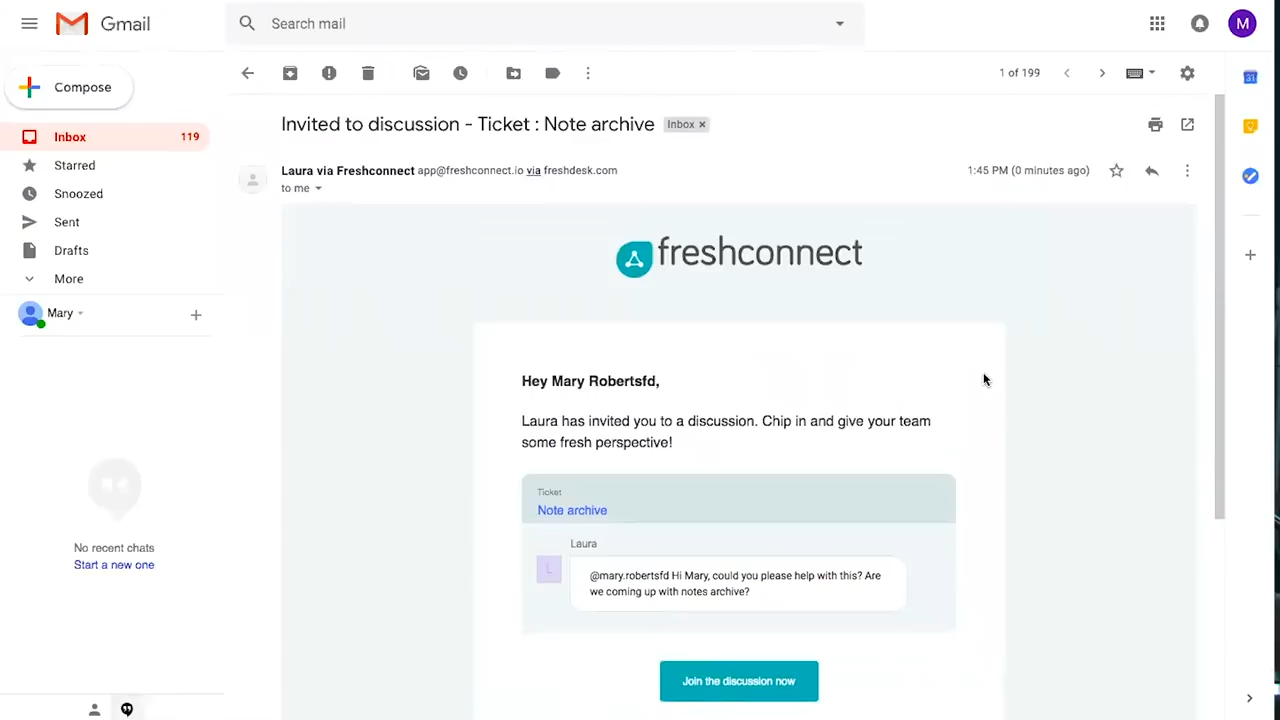 Gmail
Search mail
M
Compose
1 of 199
Inbox 119
Starred
Snoozed
Sent
Drafts
More
Mary
No recent chats
Start a new one
Invited to discussion - Ticket : Note archive Inbox x
Laura via Freshconnect app@freshconnect.io via freshdesk.com 1:45 PM (0 minutes ago)
to me
freshconnect
Hey Mary Robertsfd,
Laura has invited you to a discussion. Chip in and give your team
some fresh perspective!
Ticket
Note archive
Laura
L
@mary.robertsfd Hi Mary, could you please help with this? Are
we coming up with notes archive?
Join the discussion now
31